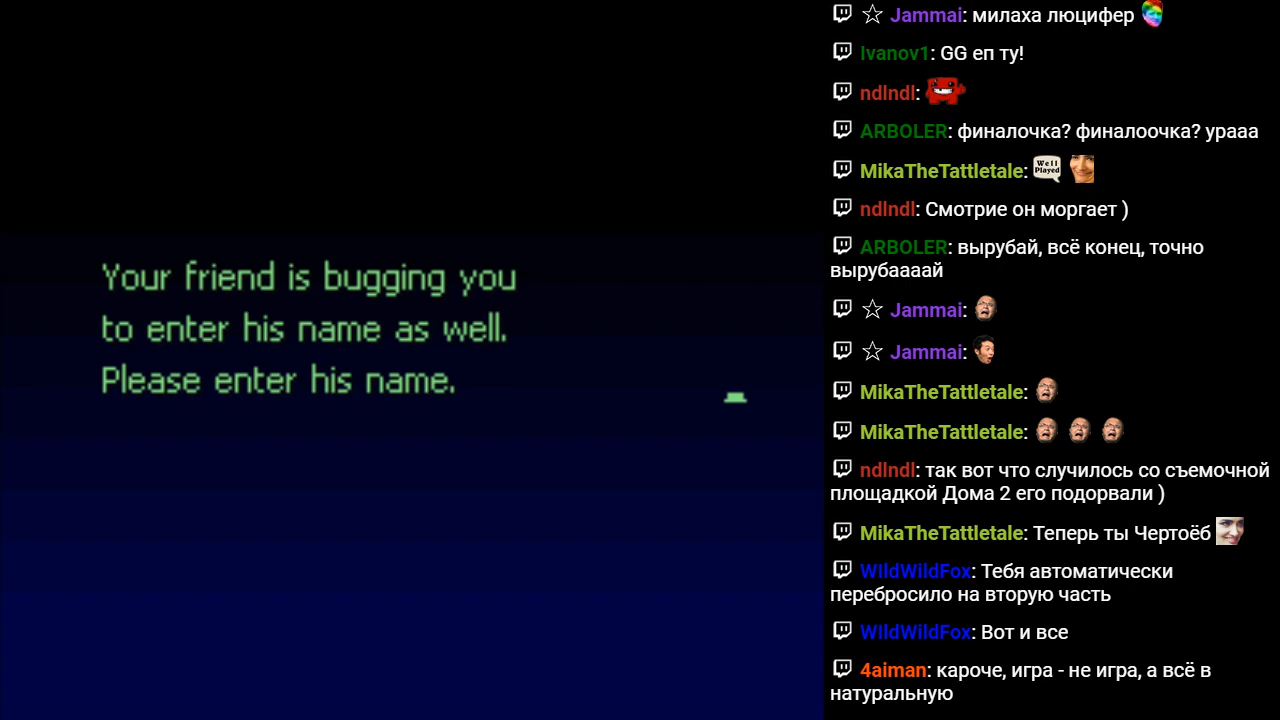 Your friend is bugging you
to enter his name as well.
Please enter his name.
Jammai: милаха люцифер
Ivanov1: GG еп ту!
ndlndl:
ARBOLER: финалочка? финалоочка? урааа
MikaTheTattletale: Well Played
ndlndl: Смотрие он моргает )
ARBOLER: вырубай, всё конец, точно
вырубаааай
Jammai:
Jammai:
MikaTheTattletale:
MikaTheTattletale:
ndlndl: так вот что случилось со съемочной
площадкой Дома 2 его подорвали )
MikaTheTattletale: Теперь ты Чертоёб
WIldWildFox: Тебя автоматически
перебросило на вторую часть
WIldWildFox: Вот и все
4aiman: кароче, игра - не игра, а всё в
натуральную